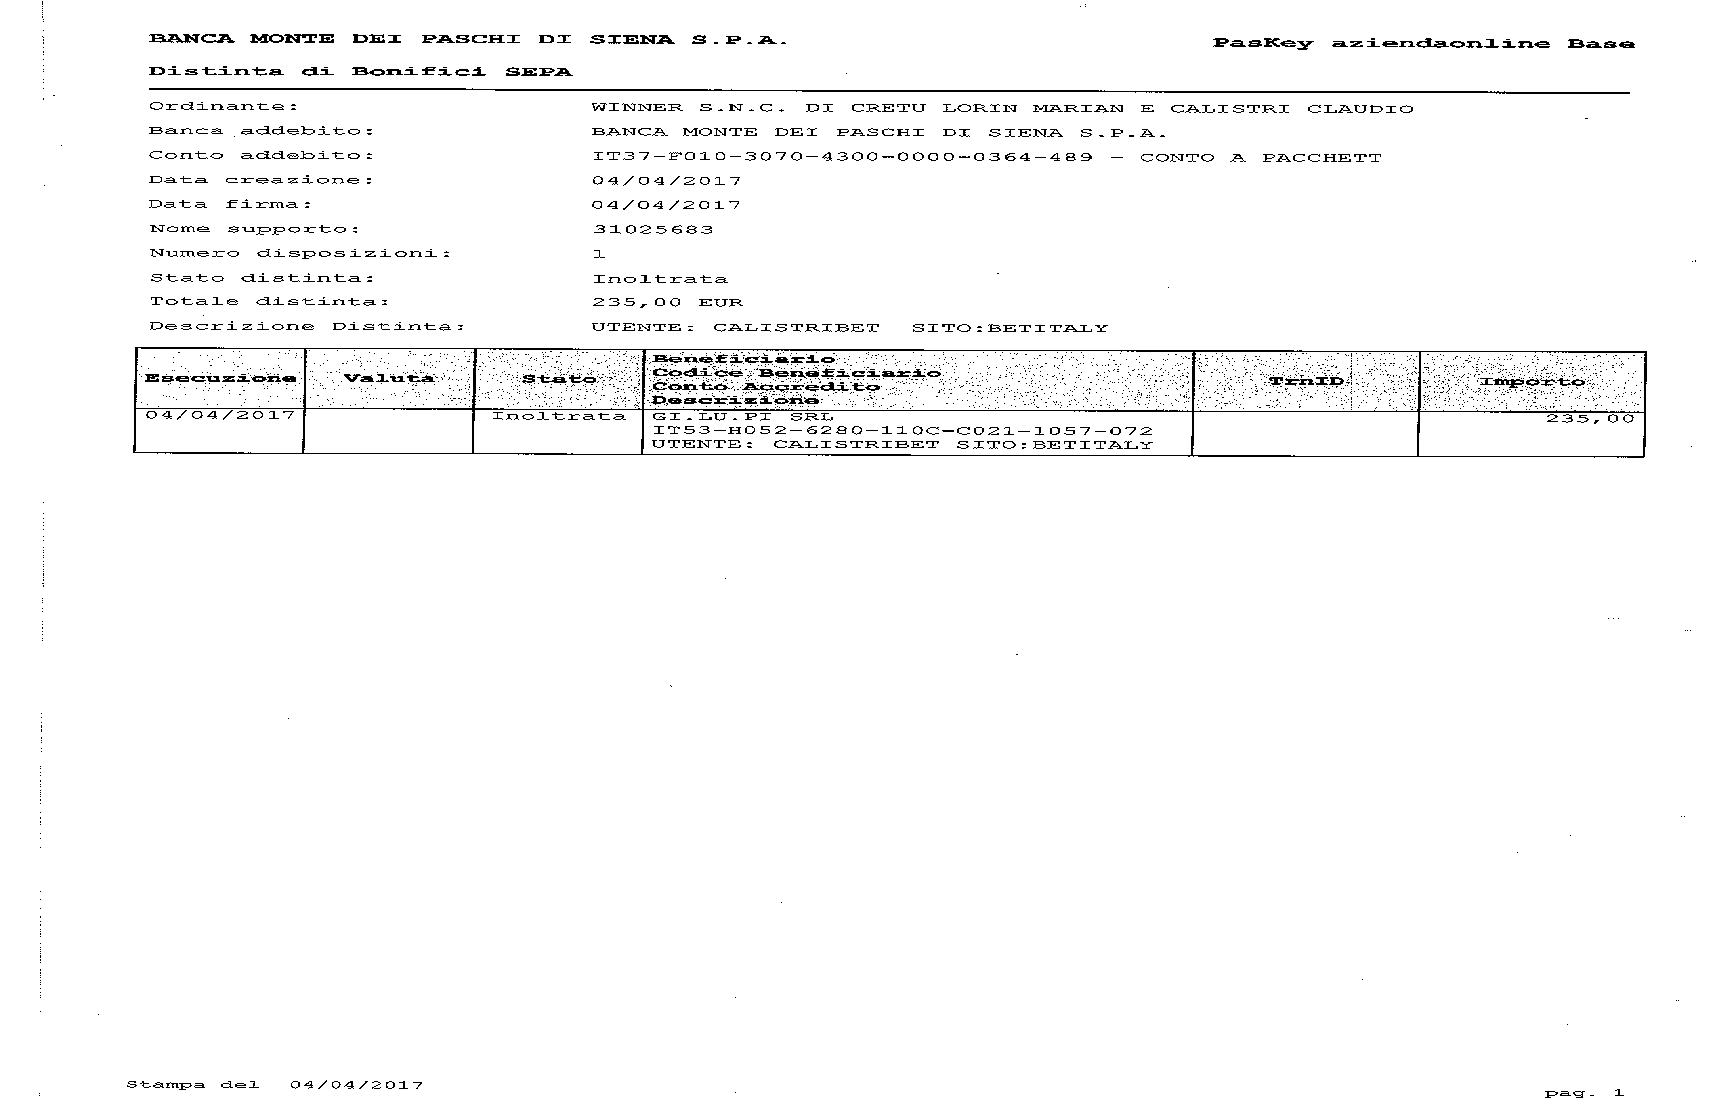 BANCA MONTE DEI PASCHI DI SIENA S.P.A.
PasKey aziendaonline Base
Distinta di Bonifici SEPA
Ordinante: WINNER S.N.C. DI CRETU LORIN MARIAN E CALISTRI CLAUDIO
Banca addebito: BANCA MONTE DEI PASCHI DI SIENA S.P.A.
Conto addebito: IT37-F010-3070-4300-0000-0364-489 - CONTO A PACCHETT
Data creazione: 04/04/2017
Data firma: 04/04/2017
Nome supporto: 31025683
Numero disposizioni: 1
Stato distinta: Inoltrata
Totale distinta: 235,00 EUR
Descrizione Distinta: UTENTE: CALISTRIBET SITO:BETITALY
Esecuzione Valuta Stato
Beneficiario
Codice Beneficiario
Conto Accredito
Descrizione
TrnID Importo
04/04/2017 Inoltrata GI.LU.PI SRL 235,00
IT53-H052-6280-110C-C021-1057-072
UTENTE: CALISTRIBET SITO:BETITALY
Stampa del 04/04/2017
pag. 1